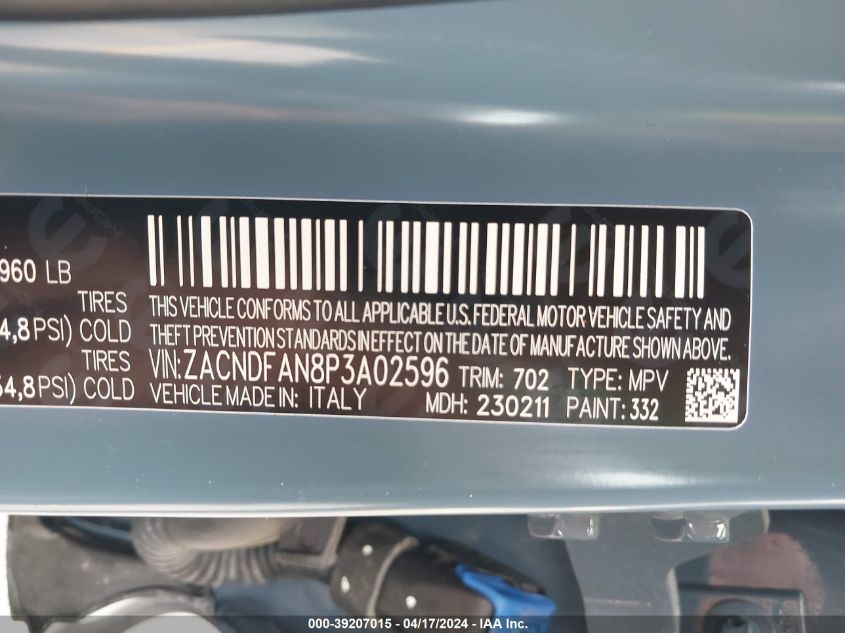 960 LB
TIRES
4,8 PSI) COLD
TIRES
54,8 PSI) COLD
THIS VEHICLE CONFORMS TO ALL APPLICABLE U.S. FEDERAL MOTOR VEHICLE SAFETY AND
THEFT PREVENTION STANDARDS IN EFFECT ON THE DATE OF MANUFACTURE SHOWN ABOVE.
VIN: ZACNDFAN8P3A02596 TRIM: 702 TYPE: MPV
VEHICLE MADE IN: ITALY MDH: 230211 PAINT: 332
000-39207015 - 04/17/2024 - IAA Inc.